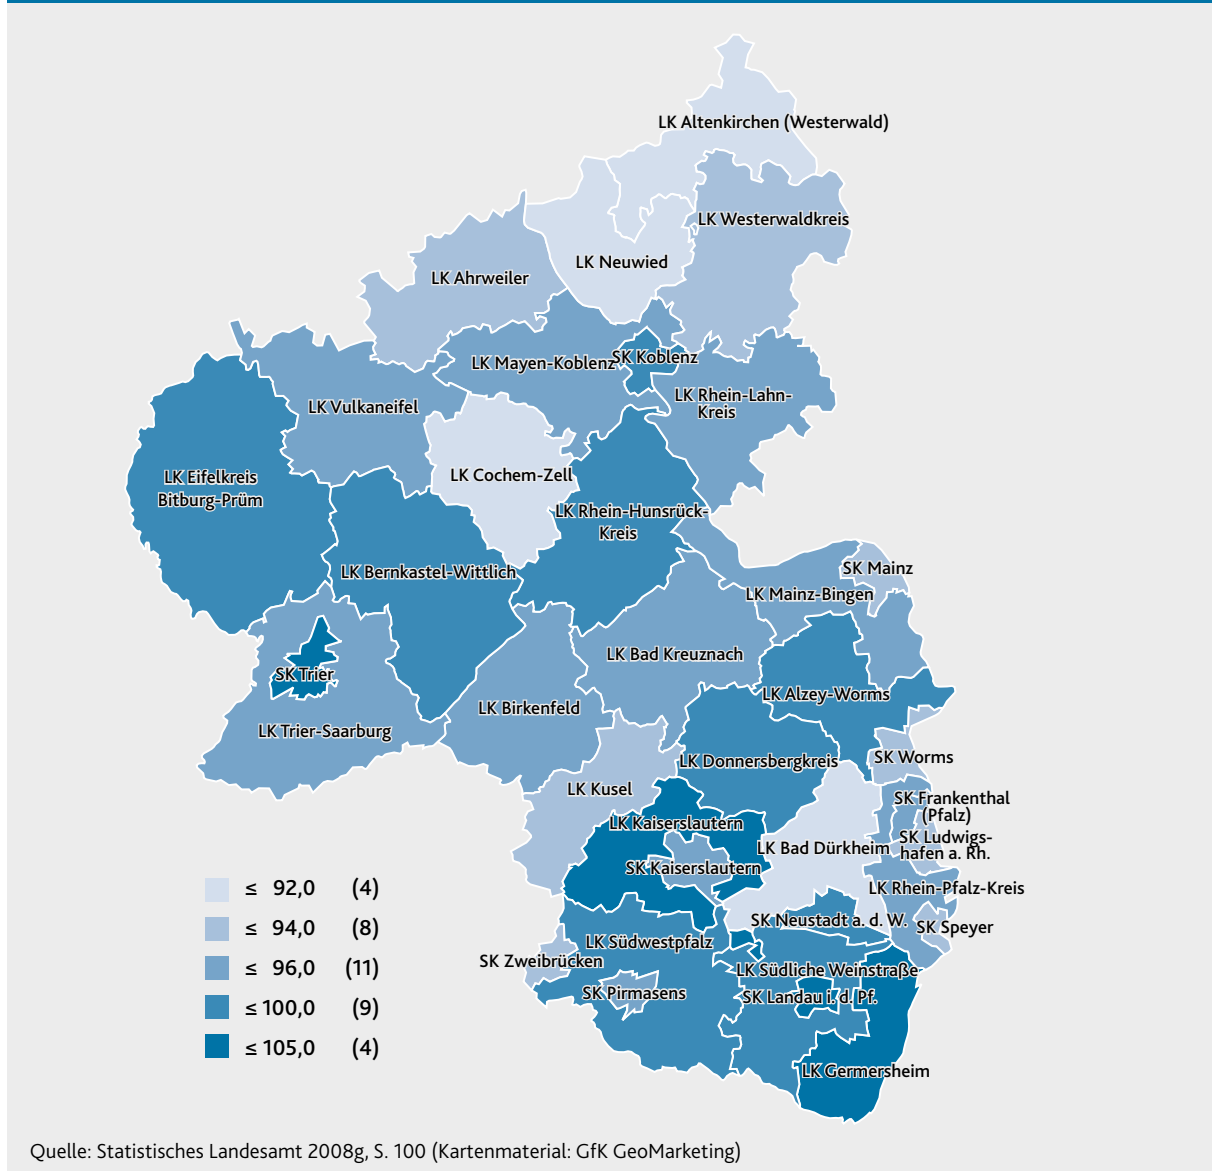 LK Altenkirchen (Westerwald)
LK Westerwaldkreis
LK Neuwied
LK Ahrweiler
LK Mayen-Koblenz
SK Koblenz
LK Rhein-Lahn-
Kreis
LK Vulkaneifel
LK Cochem-Zell
LK Eifelkreis
Bitburg-Prüm
LK Rhein-Hunsrück-
Kreis
LK Bernkastel-Wittlich
SK Mainz
LK Mainz-Bingen
LK Bad Kreuznach
SK Trier
LK Alzey-Worms
LK Birkenfeld
LK Trier-Saarburg
SK Worms
LK Donnersbergkreis
LK Kusel
SK Frankenthal
(Pfalz)
LK Kaiserslautern
SK Ludwigs-
hafen a. Rh.
LK Bad Dürkheim
SK Kaiserslautern
LK Rhein-Pfalz-Kreis
SK Neustadt a. d. W.
SK Speyer
LK Südwestpfalz
SK Zweibrücken
LK Südliche Weinstraße
SK Pirmasens
SK Landau i. d. Pf.
LK Germersheim
≤ 92,0 (4)
≤ 94,0 (8)
≤ 96,0 (11)
≤ 100,0 (9)
≤ 105,0 (4)
Quelle: Statistisches Landesamt 2008g, S. 100 (Kartenmaterial: GfK GeoMarketing)